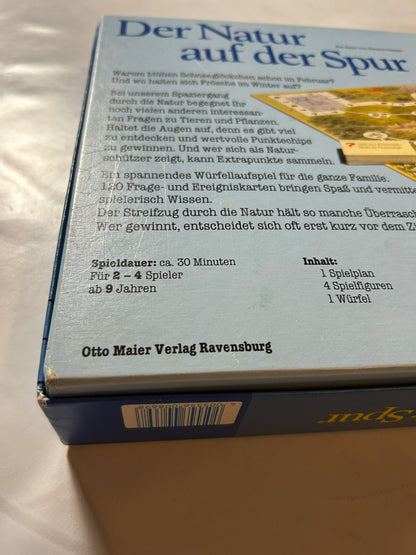 Der Natur
auf der Spur
Warum blühen Schneeglöckchen schon im Februar?
Und wo halten sich Frösche im Winter auf?
Bei unserem Spaziergang
durch die Natur begegnet Ihr
noch vielen anderen interessan-
ten Fragen zu Tieren und Pflanzen.
Haltet die Augen auf, denn es gibt viel
zu entdecken und wertvolle Punktechips
zu gewinnen. Und wer sich als Natur-
schützer zeigt, kann Extrapunkte sammeln.
Ein spannendes Würfellaufspiel für die ganze Familie.
120 Frage- und Ereigniskarten bringen Spaß und vermitte
spielerisch Wissen.
Der Streifzug durch die Natur hält so manche Überrasch
Wer gewinnt, entscheidet sich oft erst kurz vor dem Z
Spieldauer: ca. 30 Minuten
Für 2 – 4 Spieler
ab 9 Jahren
Inhalt:
1 Spielplan
4 Spielfiguren
1 Würfel
Otto Maier Verlag Ravensburg
Spur